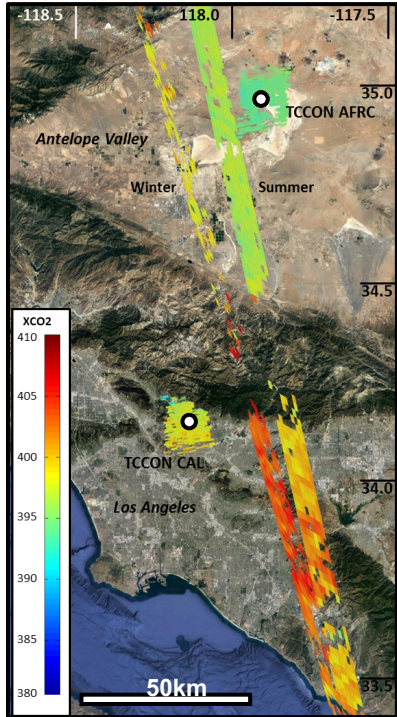 -118.5
118.0
-117.5
35.0
TCCON AFRC
Antelope Valley
Winter
Summer
34.5
XCO2
410
405
400
395
390
385
380
TCCON CAL
34.0
Los Angeles
33.5
50km